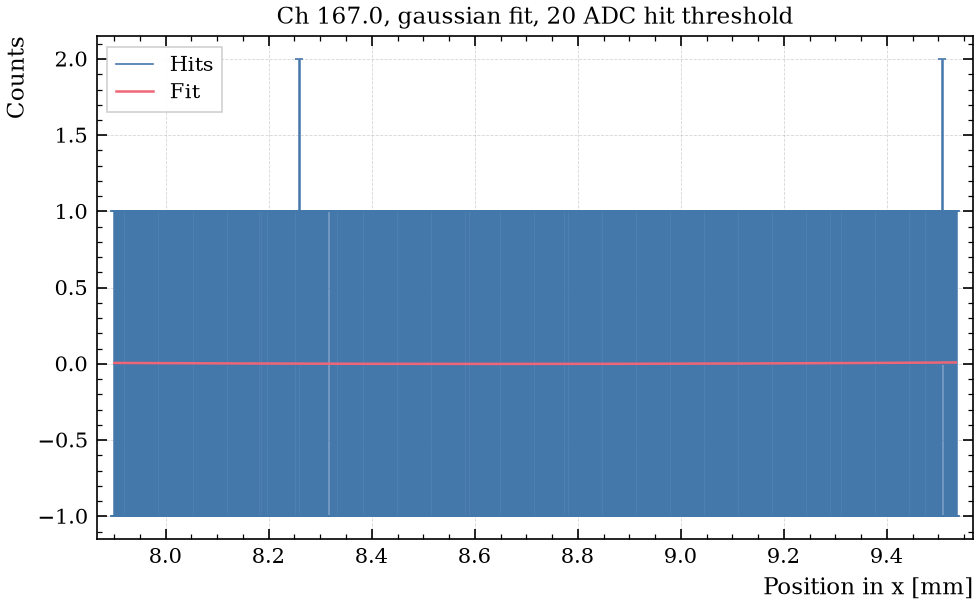 Ch 167.0, gaussian fit, 20 ADC hit threshold
Counts
Hits
Fit
2.0
1.5
1.0
0.5
0.0
−0.5
−1.0
8.0 8.2 8.4 8.6 8.8 9.0 9.2 9.4
Position in x [mm]